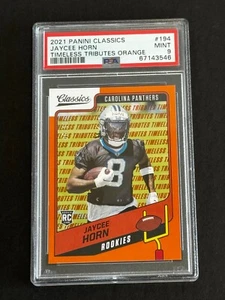 2021 PANINI CLASSICS #194
JAYCEE HORN MINT
TIMELESS TRIBUTES ORANGE 9
PSA 67143546
Classics
CAROLINA PANTHERS
8
RC
JAYCEE
HORN
ROOKIES